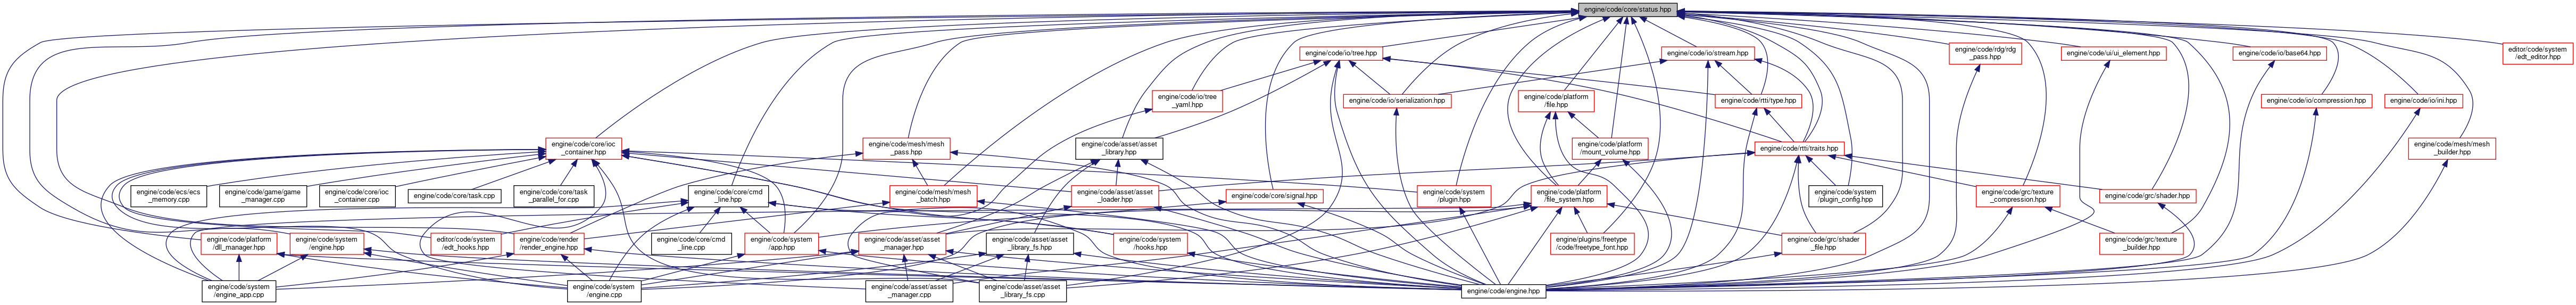 engine/code/core/status.hpp
engine/code/io/tree.hpp
engine/code/io/stream.hpp
engine/code/rdg/rdg
_pass.hpp
engine/code/ui/ui_element.hpp
engine/code/io/base64.hpp
editor/code/system
/edt_editor.hpp
engine/code/io/tree
_yaml.hpp
engine/code/io/serialization.hpp
engine/code/platform
/file.hpp
engine/code/rtti/type.hpp
engine/code/io/compression.hpp
engine/code/io/ini.hpp
engine/code/core/ioc
_container.hpp
engine/code/mesh/mesh
_pass.hpp
engine/code/asset/asset
_library.hpp
engine/code/platform
/mount_volume.hpp
engine/code/rtti/traits.hpp
engine/code/mesh/mesh
_builder.hpp
engine/code/ecs/ecs
_memory.cpp
engine/code/game/game
_manager.cpp
engine/code/core/ioc
_container.cpp
engine/code/core/task.cpp
engine/code/core/task
_parallel_for.cpp
engine/code/core/cmd
_line.hpp
engine/code/mesh/mesh
_batch.hpp
engine/code/asset/asset
_loader.hpp
engine/code/core/signal.hpp
engine/code/system
/plugin.hpp
engine/code/platform
/file_system.hpp
engine/code/system
/plugin_config.hpp
engine/code/grc/texture
_compression.hpp
engine/code/grc/shader.hpp
engine/code/platform
/dl_manager.hpp
engine/code/system
/engine.hpp
editor/code/system
/edt_hooks.hpp
engine/code/render
/render_engine.hpp
engine/code/core/cmd
_line.cpp
engine/code/system
/app.hpp
engine/code/asset/asset
_manager.hpp
engine/code/asset/asset
_library_fs.hpp
engine/code/system
/hooks.hpp
engine/plugins/freetype
/code/freetype_font.hpp
engine/code/grc/shader
_file.hpp
engine/code/grc/texture
_builder.hpp
engine/code/system
/engine_app.cpp
engine/code/system
/engine.cpp
engine/code/asset/asset
_manager.cpp
engine/code/asset/asset
_library_fs.cpp
engine/code/engine.hpp